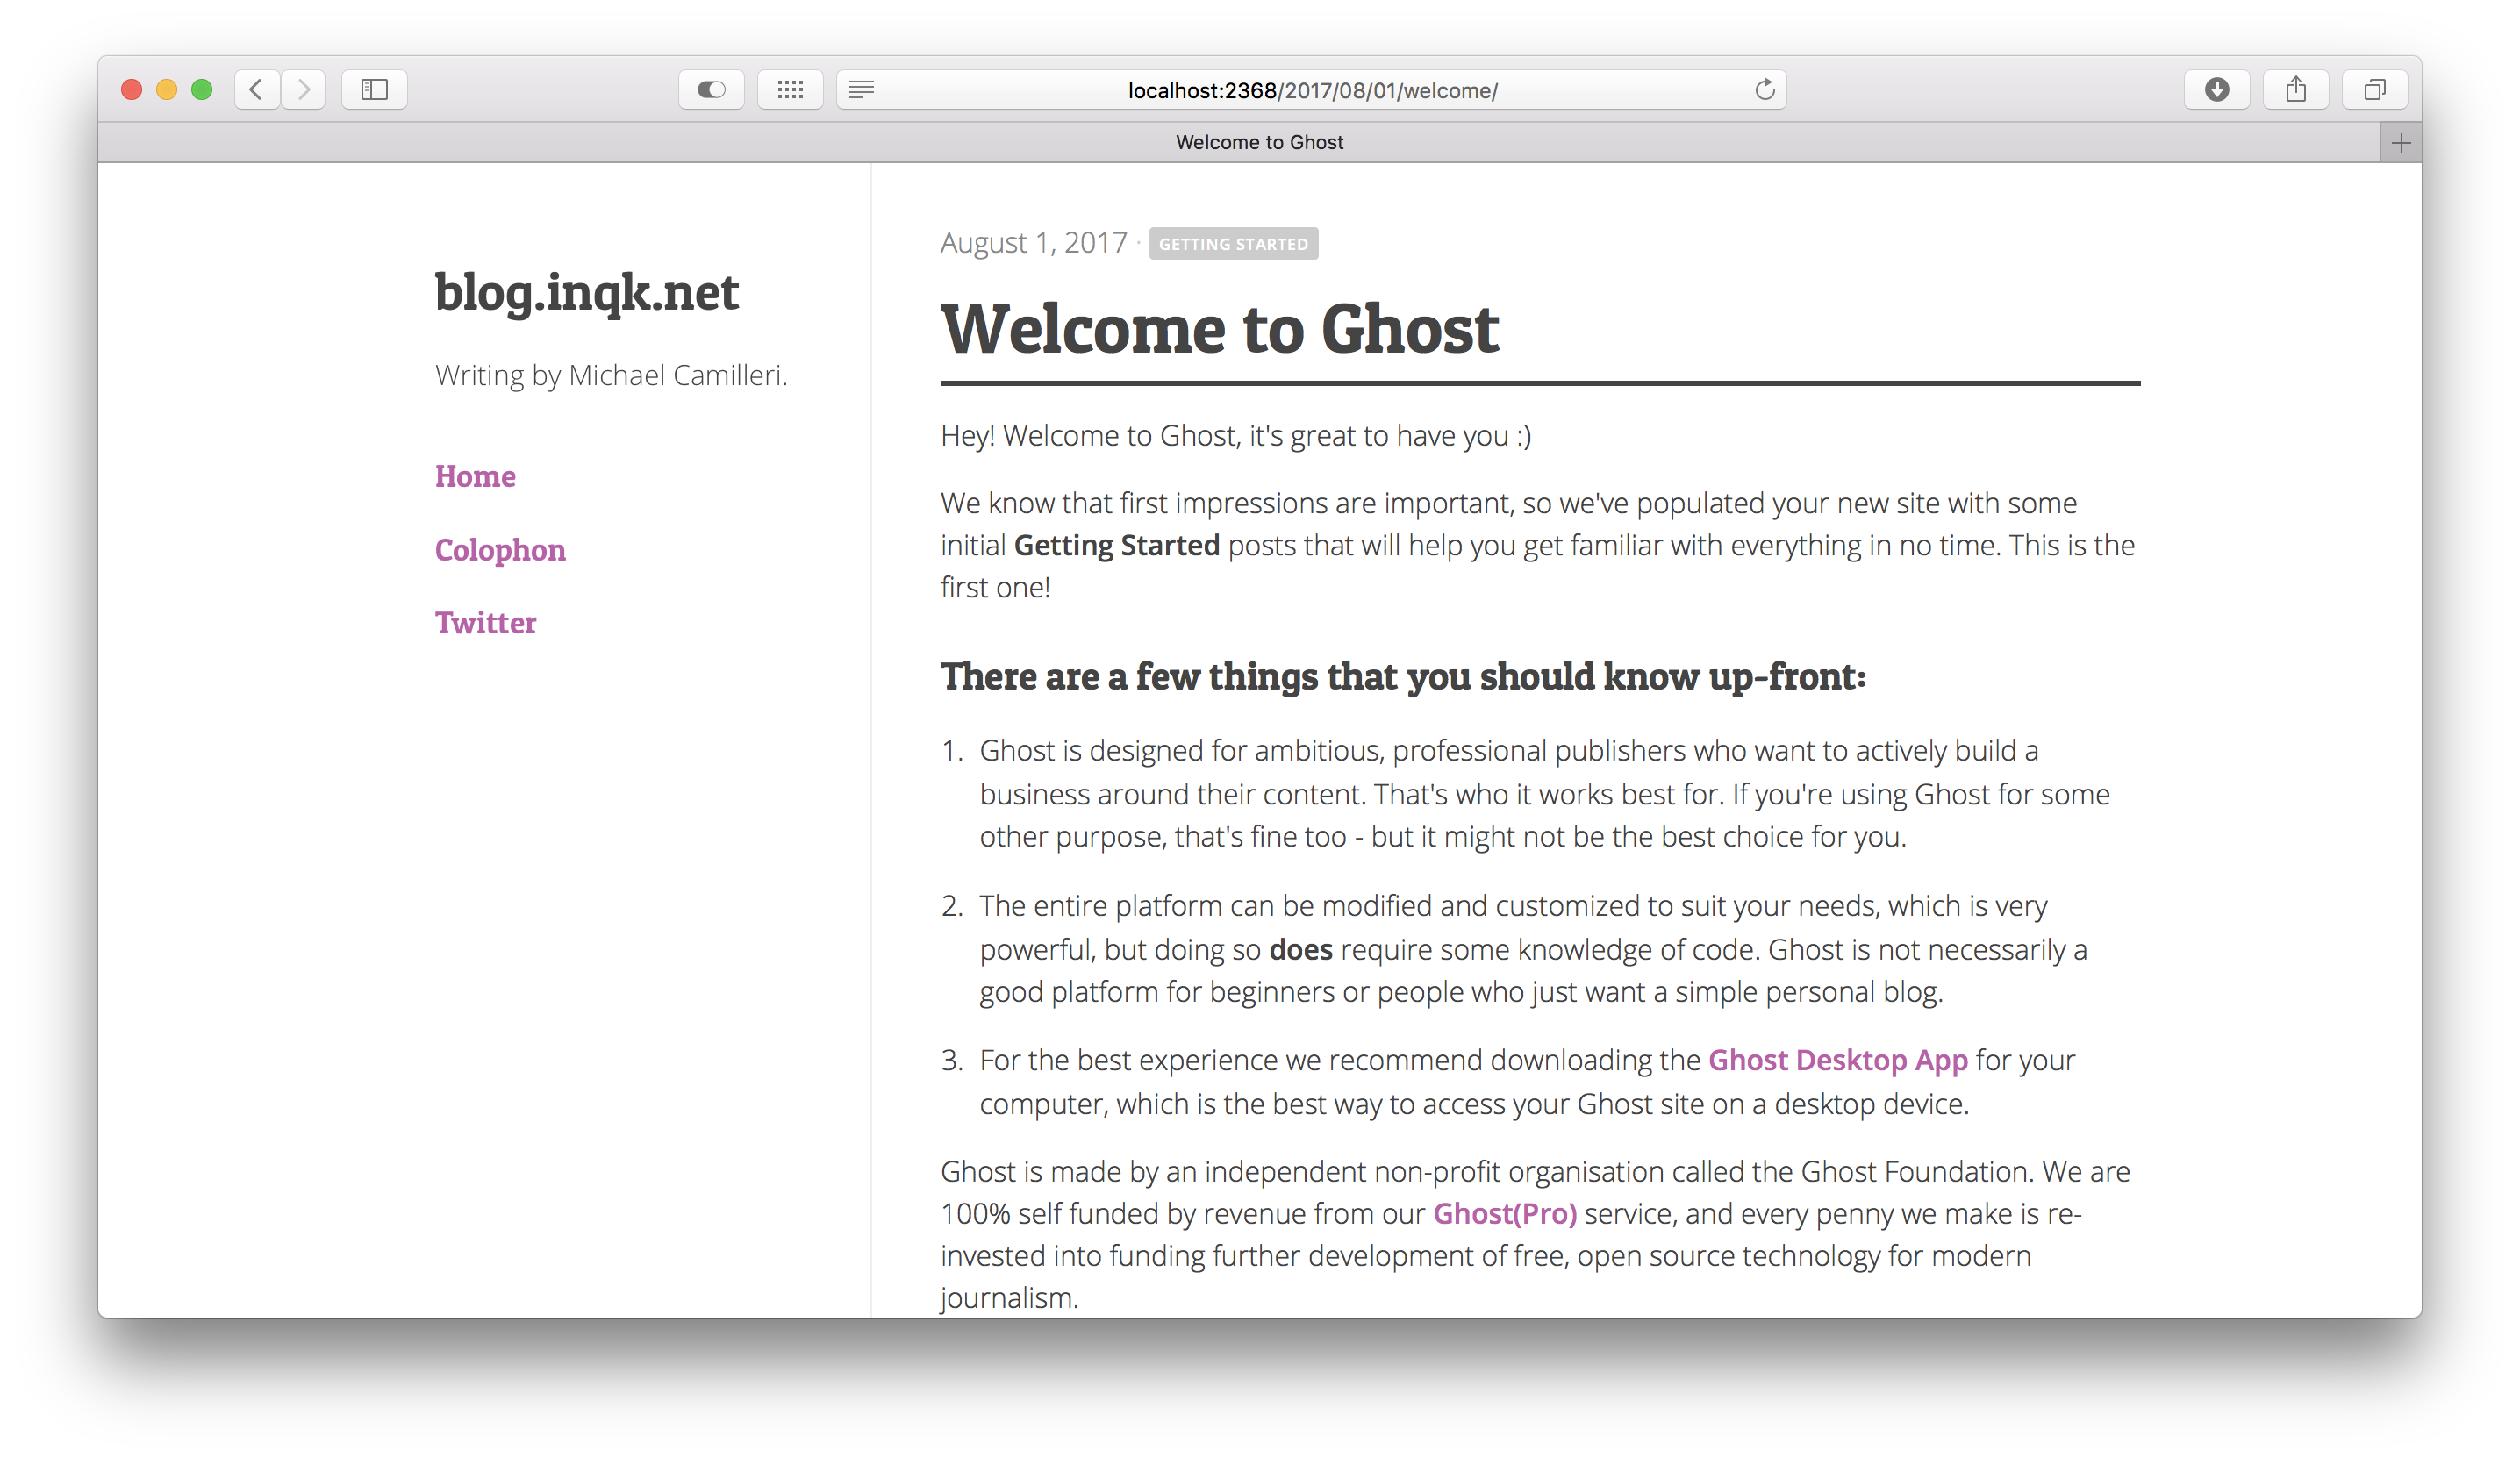 localhost:2368/2017/08/01/welcome/
Welcome to Ghost
blog.inqk.net
Writing by Michael Camilleri.
Home
Colophon
Twitter
August 1, 2017 · GETTING STARTED
Welcome to Ghost
Hey! Welcome to Ghost, it's great to have you :)
We know that first impressions are important, so we've populated your new site with some
initial Getting Started posts that will help you get familiar with everything in no time. This is the
first one!
There are a few things that you should know up-front:
1. Ghost is designed for ambitious, professional publishers who want to actively build a
business around their content. That's who it works best for. If you're using Ghost for some
other purpose, that's fine too - but it might not be the best choice for you.
2. The entire platform can be modified and customized to suit your needs, which is very
powerful, but doing so does require some knowledge of code. Ghost is not necessarily a
good platform for beginners or people who just want a simple personal blog.
3. For the best experience we recommend downloading the Ghost Desktop App for your
computer, which is the best way to access your Ghost site on a desktop device.
Ghost is made by an independent non-profit organisation called the Ghost Foundation. We are
100% self funded by revenue from our Ghost(Pro) service, and every penny we make is re-
invested into funding further development of free, open source technology for modern
journalism.